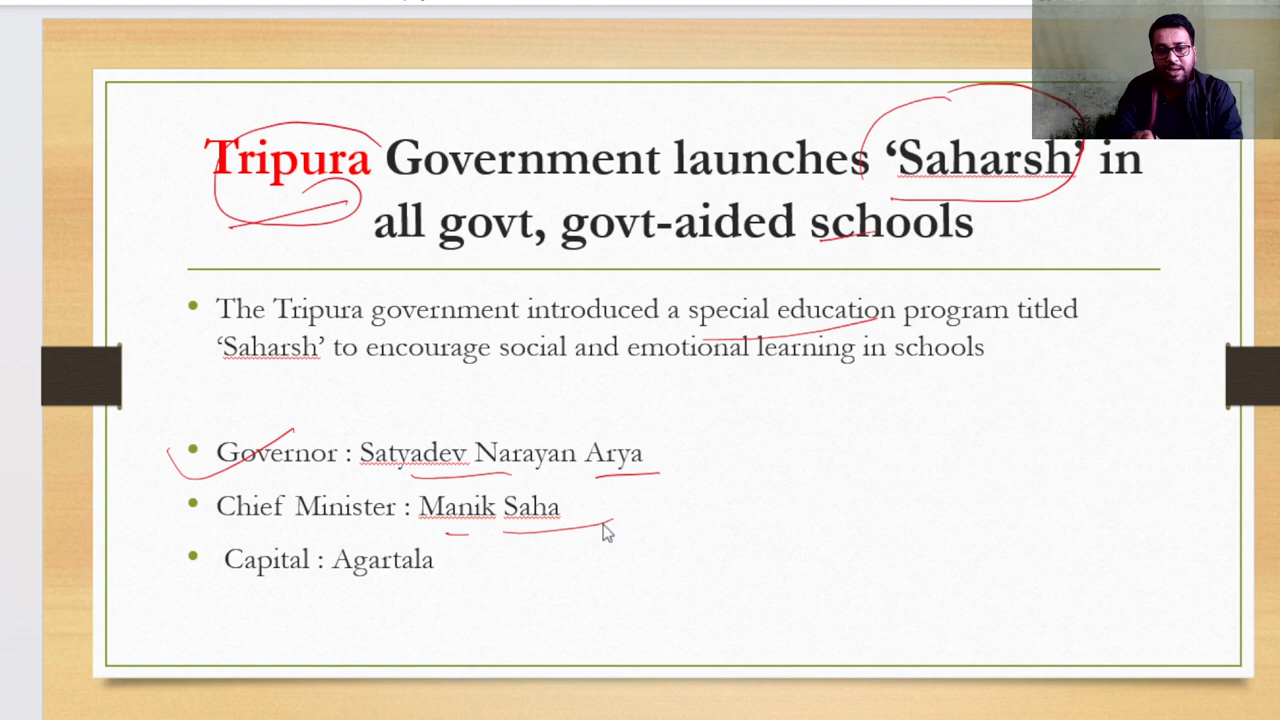 Tripura Government launches ‘Saharsh’ in
all govt, govt-aided schools
The Tripura government introduced a special education program titled
‘Saharsh’ to encourage social and emotional learning in schools
Governor : Satyadev Narayan Arya
Chief Minister : Manik Saha
Capital : Agartala